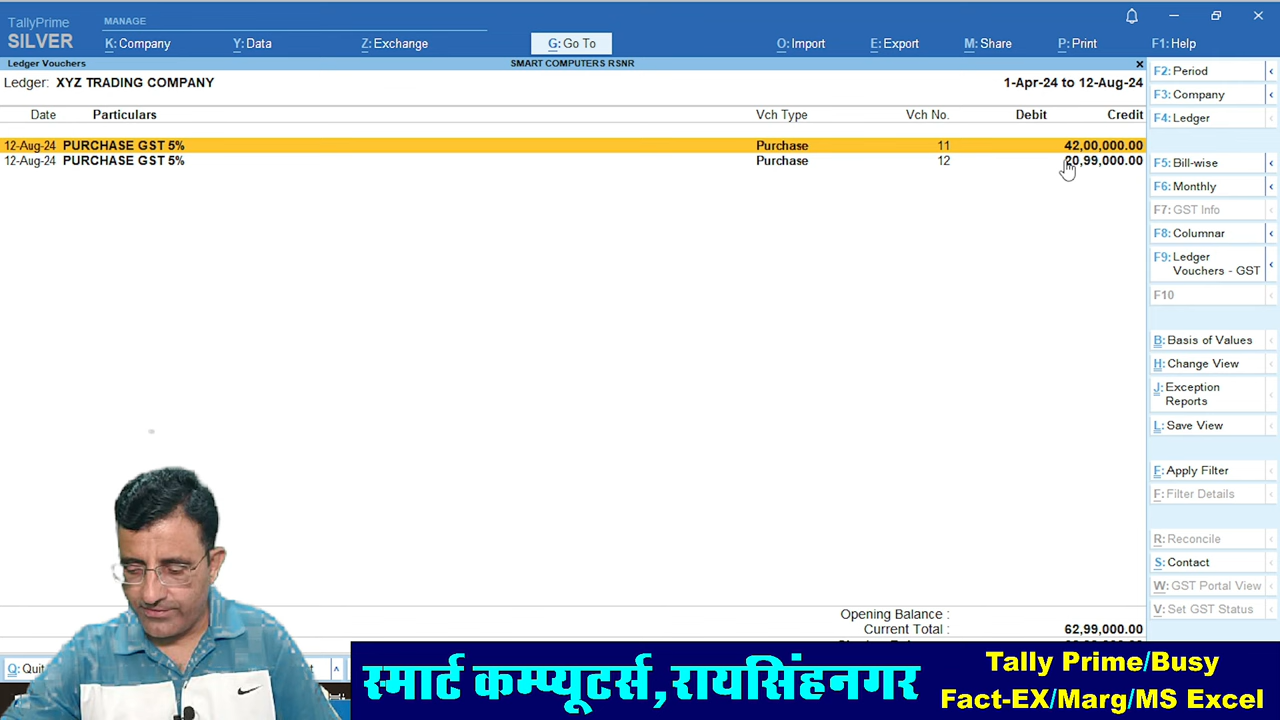 TallyPrime
SILVER
MANAGE
K: Company
Y: Data
Z: Exchange
G: Go To
O: Import
E: Export
M: Share
P: Print
F1: Help
Ledger Vouchers
SMART COMPUTERS RSNR
Ledger: XYZ TRADING COMPANY
1-Apr-24 to 12-Aug-24
Date Particulars Vch Type Vch No. Debit Credit
12-Aug-24 PURCHASE GST 5% Purchase 11 42,00,000.00
12-Aug-24 PURCHASE GST 5% Purchase 12 20,99,000.00
Opening Balance :
Current Total : 62,99,000.00
F2: Period
F3: Company
F4: Ledger
F5: Bill-wise
F6: Monthly
F7: GST Info
F8: Columnar
F9: Ledger
Vouchers - GST
F10
B: Basis of Values
H: Change View
J: Exception
Reports
L: Save View
F: Apply Filter
F: Filter Details
R: Reconcile
S: Contact
W: GST Portal View
V: Set GST Status
Q: Quit
स्मार्ट कम्प्यूटर्स,रायसिंहनगर
Tally Prime/Busy
Fact-EX/Marg/MS Excel